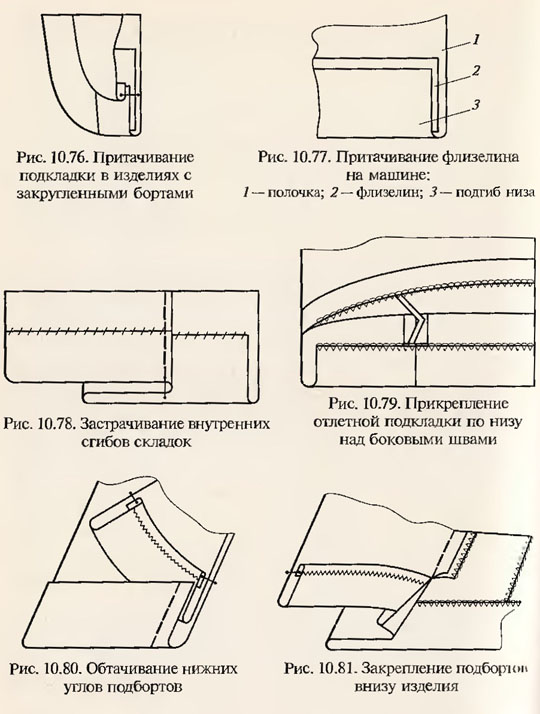 1
2
3
Рис. 10.76. Притачивание
подкладки в изделиях с
закругленными бортами
Рис. 10.77. Притачивание флизелина
на машине:
1 — полочка; 2 — флизелин; 3 — подгиб низа
Рис. 10.78. Застрачивание внутренних
сгибов складок
Рис. 10.79. Прикрепление
отлетной подкладки по низу
над боковыми швами
Рис. 10.80. Обтачивание нижних
углов подбортов
Рис. 10.81. Закрепление подбортов
внизу изделия